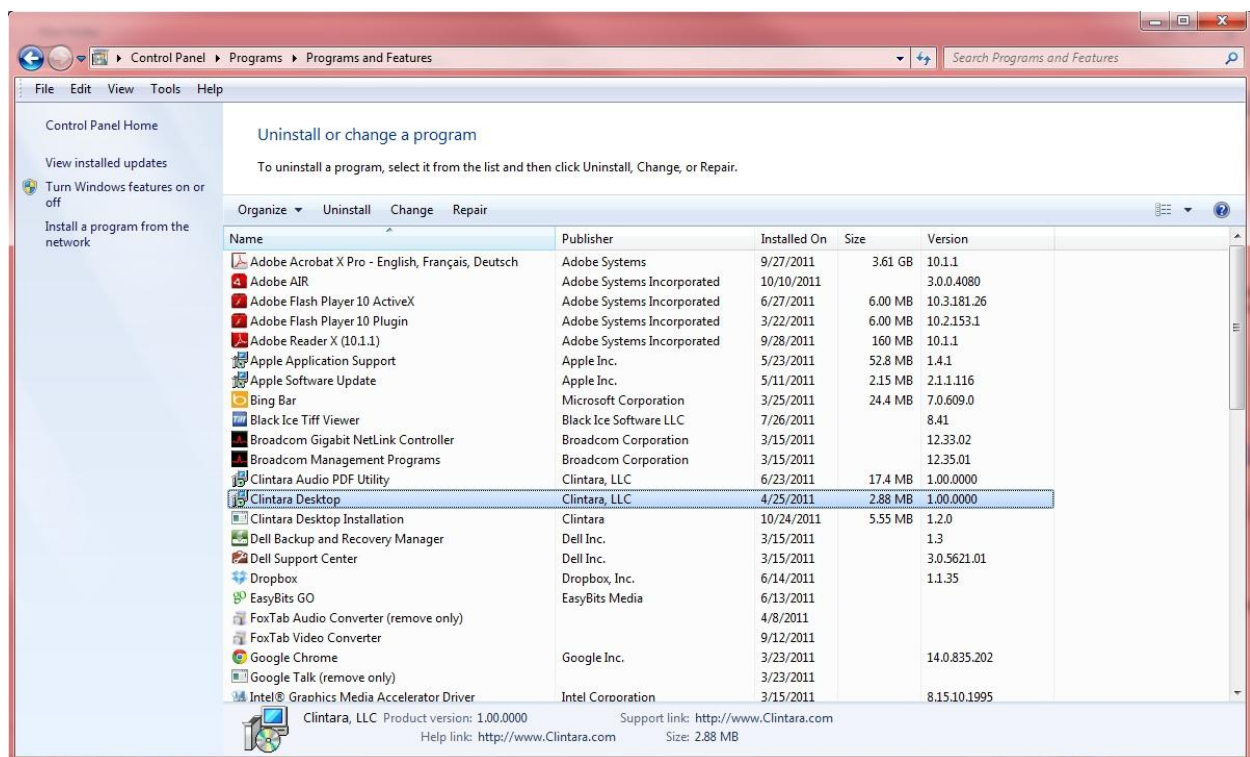 Control Panel ▸ Programs ▸ Programs and Features
Search Programs and Features
File Edit View Tools Help
Control Panel Home
View installed updates
Turn Windows features on or
off
Install a program from the
network
Uninstall or change a program
To uninstall a program, select it from the list and then click Uninstall, Change, or Repair.
Organize Uninstall Change Repair
Name Publisher Installed On Size Version
Adobe Acrobat X Pro - English, Français, Deutsch Adobe Systems 9/27/2011 3.61 GB 10.1.1
Adobe AIR Adobe Systems Incorporated 10/10/2011 3.0.0.4080
Adobe Flash Player 10 ActiveX Adobe Systems Incorporated 6/27/2011 6.00 MB 10.3.181.26
Adobe Flash Player 10 Plugin Adobe Systems Incorporated 3/22/2011 6.00 MB 10.2.153.1
Adobe Reader X (10.1.1) Adobe Systems Incorporated 9/28/2011 160 MB 10.1.1
Apple Application Support Apple Inc. 5/23/2011 52.8 MB 1.4.1
Apple Software Update Apple Inc. 5/11/2011 2.15 MB 2.1.1.116
Bing Bar Microsoft Corporation 3/25/2011 24.4 MB 7.0.609.0
Black Ice Tiff Viewer Black Ice Software LLC 7/26/2011 8.41
Broadcom Gigabit NetLink Controller Broadcom Corporation 3/15/2011 12.33.02
Broadcom Management Programs Broadcom Corporation 3/15/2011 12.35.01
Clintara Audio PDF Utility Clintara, LLC 6/23/2011 17.4 MB 1.00.0000
Clintara Desktop Clintara, LLC 4/25/2011 2.88 MB 1.00.0000
Clintara Desktop Installation Clintara 10/24/2011 5.55 MB 1.2.0
Dell Backup and Recovery Manager Dell Inc. 3/15/2011 1.3
Dell Support Center Dell Inc. 3/15/2011 3.0.5621.01
Dropbox Dropbox, Inc. 6/14/2011 1.1.35
EasyBits GO EasyBits Media 6/13/2011
FoxTab Audio Converter (remove only) 4/8/2011
FoxTab Video Converter 9/12/2011
Google Chrome Google Inc. 3/23/2011 14.0.835.202
Google Talk (remove only) 3/23/2011
Intel® Graphics Media Accelerator Driver Intel Corporation 3/15/2011 8.15.10.1995
Clintara, LLC Product version: 1.00.0000 Support link: http://www.Clintara.com
Help link: http://www.Clintara.com Size: 2.88 MB